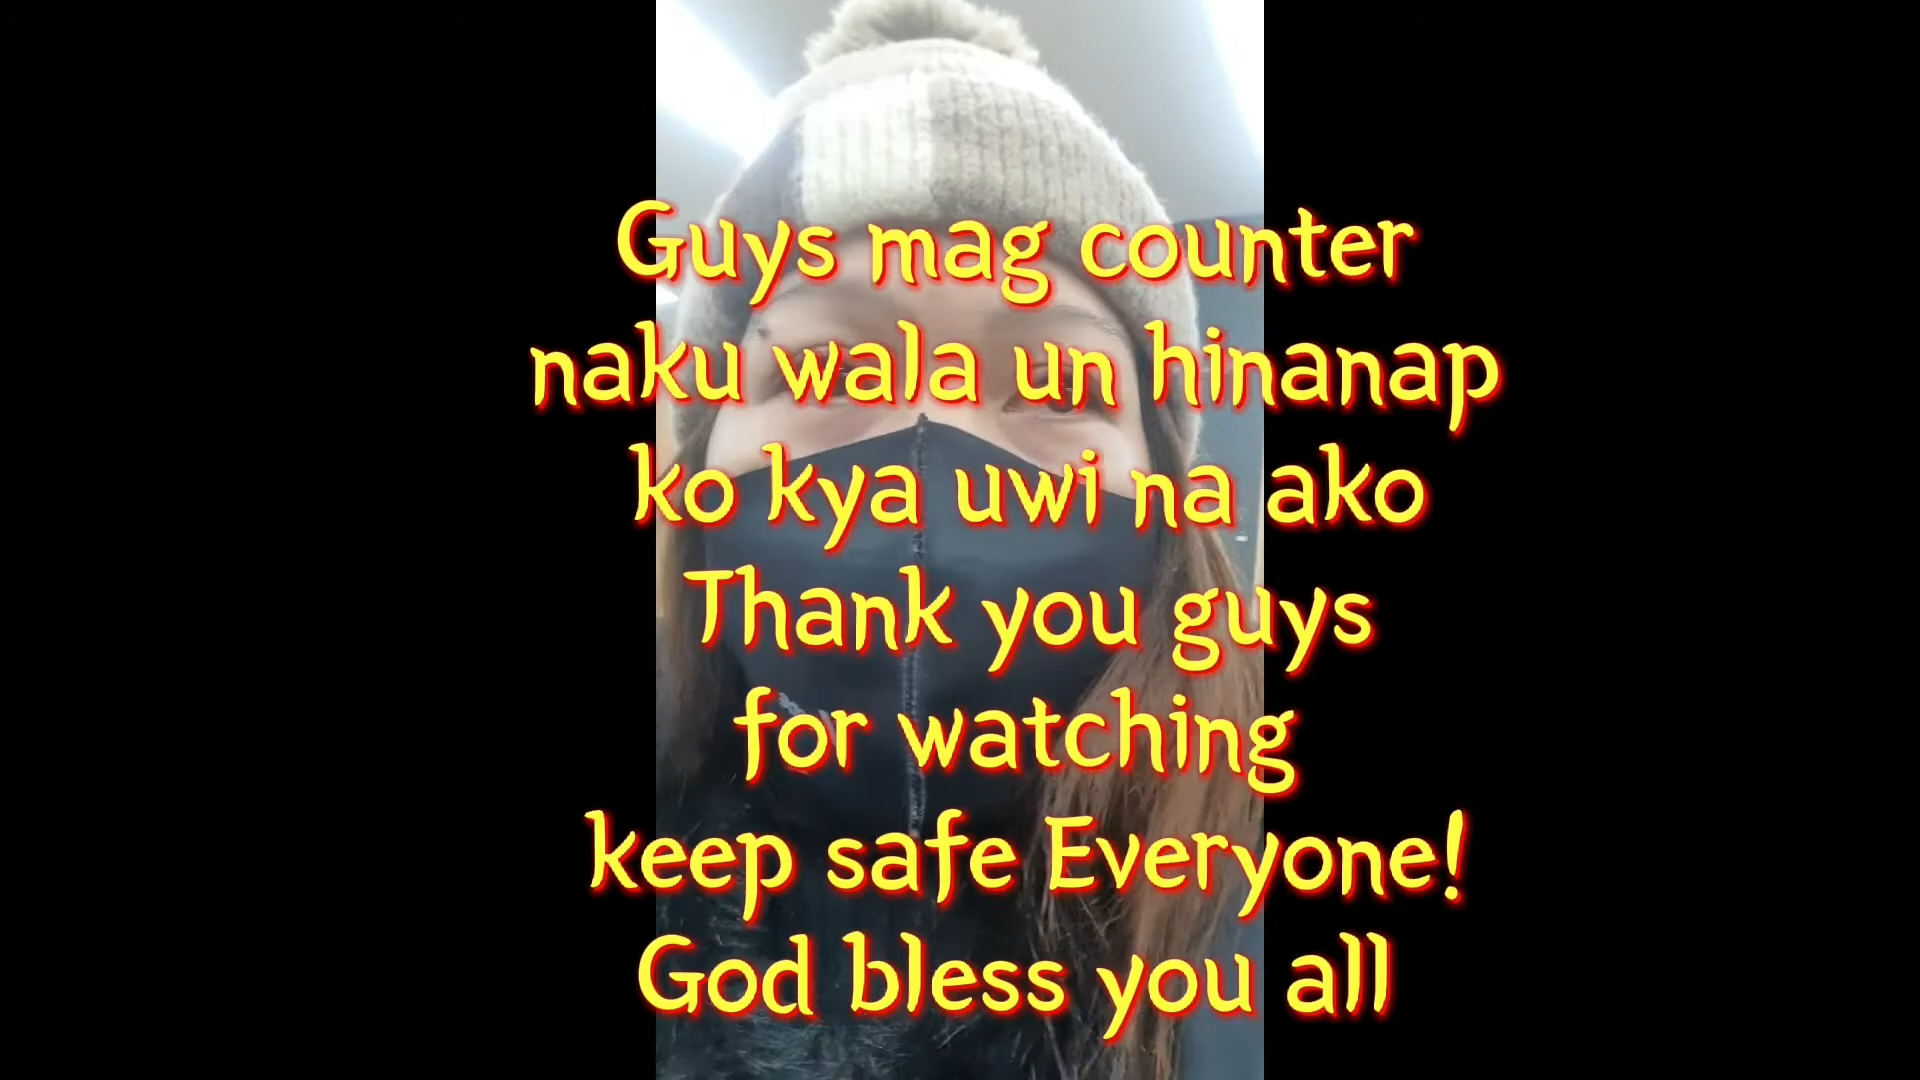 Guys mag counter
naku wala un hinanap
ko kya uwi na ako
Thank you guys
for watching
keep safe Everyone!
God bless you all